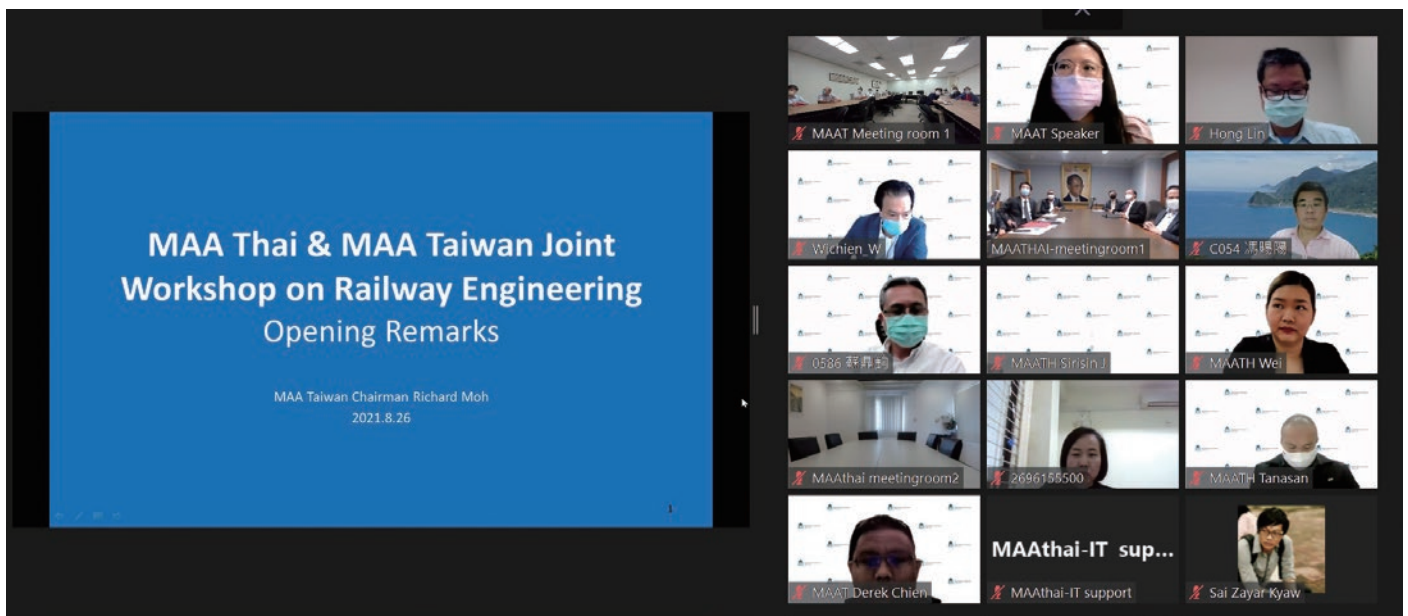 MAA Thai & MAA Taiwan Joint
Workshop on Railway Engineering
Opening Remarks
MAA Taiwan Chairman Richard Moh
2021.8.26
1
MAAT Meeting room 1
MAAT Speaker
Hong Lin
Wichien_W
MAATHAI-meetingroom1
C054 馮陽陽
0586 蘇鼎鈞
MAATH Sirisin J
MAATH Wei
MAAthai meetingroom2
2696155500
MAATH Tanasan
MAAT Derek Chien
MAAthai-IT sup...
MAAthai-IT support
Sai Zayar Kyaw